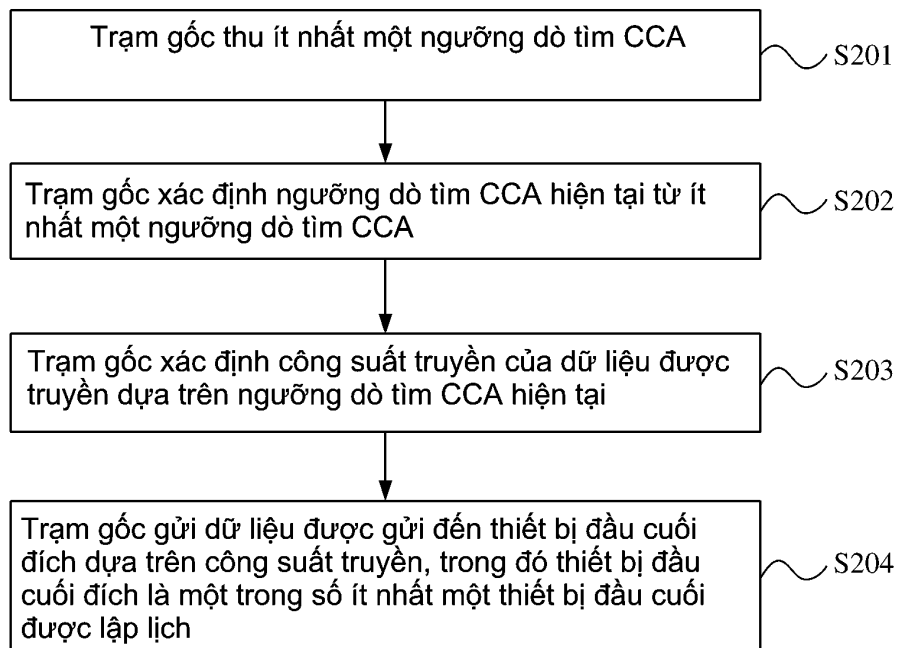 Trạm gốc thu ít nhất một ngưỡng dò tìm CCA
S201
Trạm gốc xác định ngưỡng dò tìm CCA hiện tại từ ít
nhất một ngưỡng dò tìm CCA
S202
Trạm gốc xác định công suất truyền của dữ liệu được
truyền dựa trên ngưỡng dò tìm CCA hiện tại
S203
Trạm gốc gửi dữ liệu được gửi đến thiết bị đầu cuối
đích dựa trên công suất truyền, trong đó thiết bị đầu
cuối đích là một trong số ít nhất một thiết bị đầu cuối
được lập lịch
S204